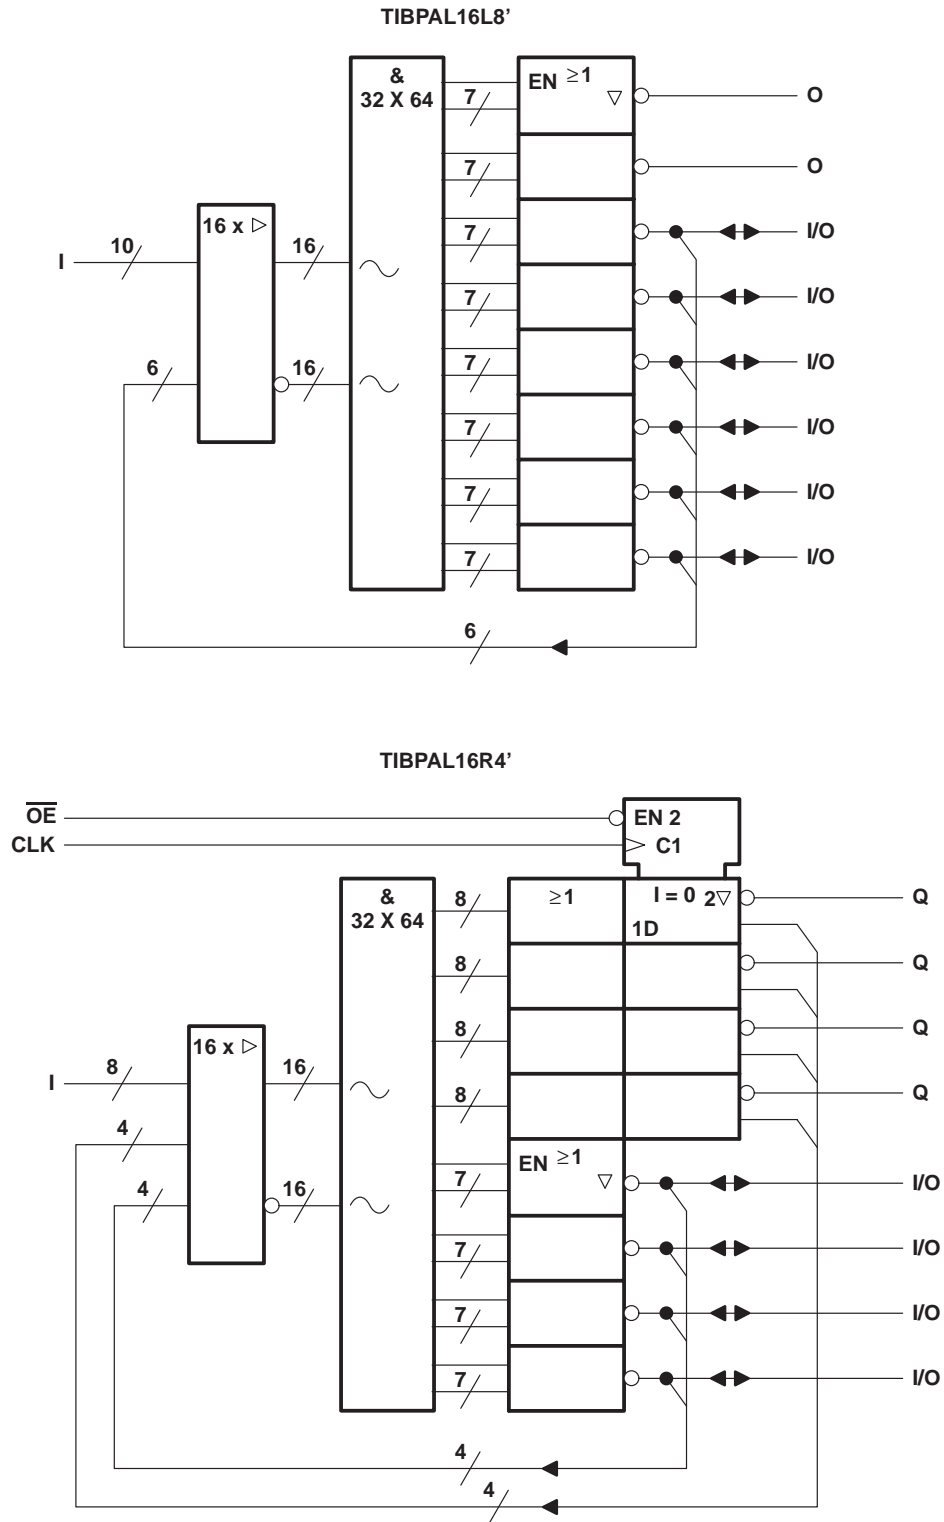 TIBPAL16L8'
&
32 X 64
EN ≥1
▽
O
7
7
O
7
I/O
16 x ▷
I
10
16
7
I/O
6
16
7
I/O
7
I/O
7
I/O
7
I/O
6
TIBPAL16R4'
OE
EN 2
CLK
C1
&
32 X 64
8
≥1
I = 0 2▽
1D
Q
8
Q
8
Q
16 x ▷
I
8
16
8
Q
4
EN ≥1
▽
4
16
7
I/O
7
I/O
7
I/O
7
I/O
4
4